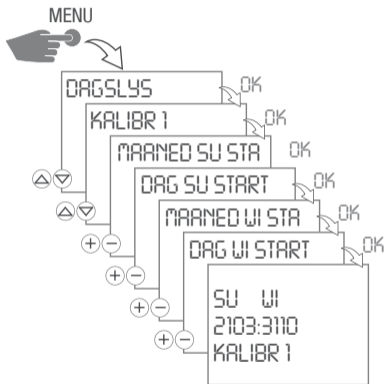 MENU
DAGSLYS
OK
KALIBR 1
OK
MAANED SU STA
OK
DAG SU START
OK
MAANED WI STA
OK
DAG WI START
OK
SU WI
2103:3110
KALIBR 1